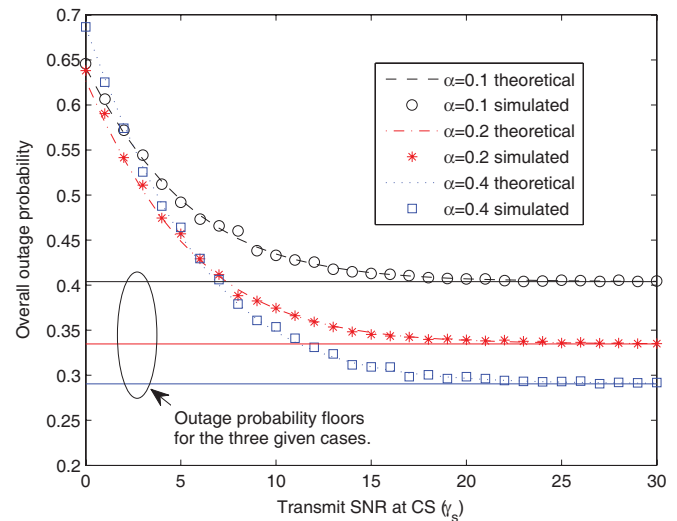 0.7
0.65
0.6
0.55
0.5
0.45
0.4
0.35
0.3
0.25
0.2
Overall outage probability
α=0.1 theoretical
α=0.1 simulated
α=0.2 theoretical
α=0.2 simulated
α=0.4 theoretical
α=0.4 simulated
Outage probability floors
for the three given cases.
0 5 10 15 20 25 30
Transmit SNR at CS (γs)